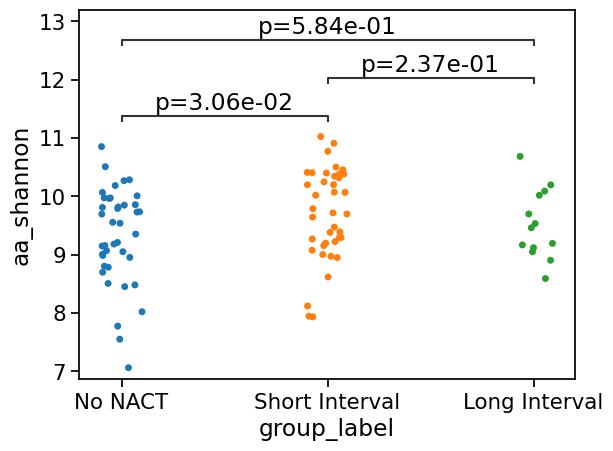 13
p=5.84e-01
p=2.37e-01
12
p=3.06e-02
11
10
9
8
7
aa_shannon
No NACT Short Interval Long Interval
group_label